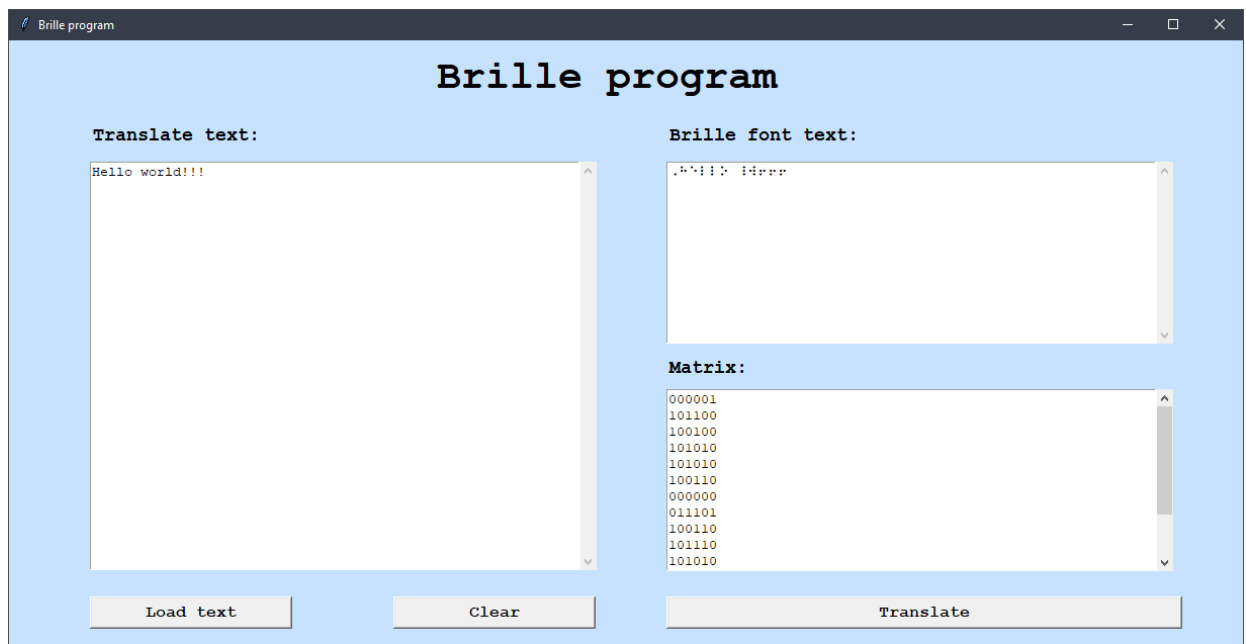 Brille program
Brille program
Translate text:
Hello world!!!
Brille font text:
⠠⠓⠑⠇⠇⠕ ⠸⠺⠖⠖⠖
Matrix:
000001
101100
100100
101010
101010
100110
000000
011101
100110
101110
101010
Load text
Clear
Translate